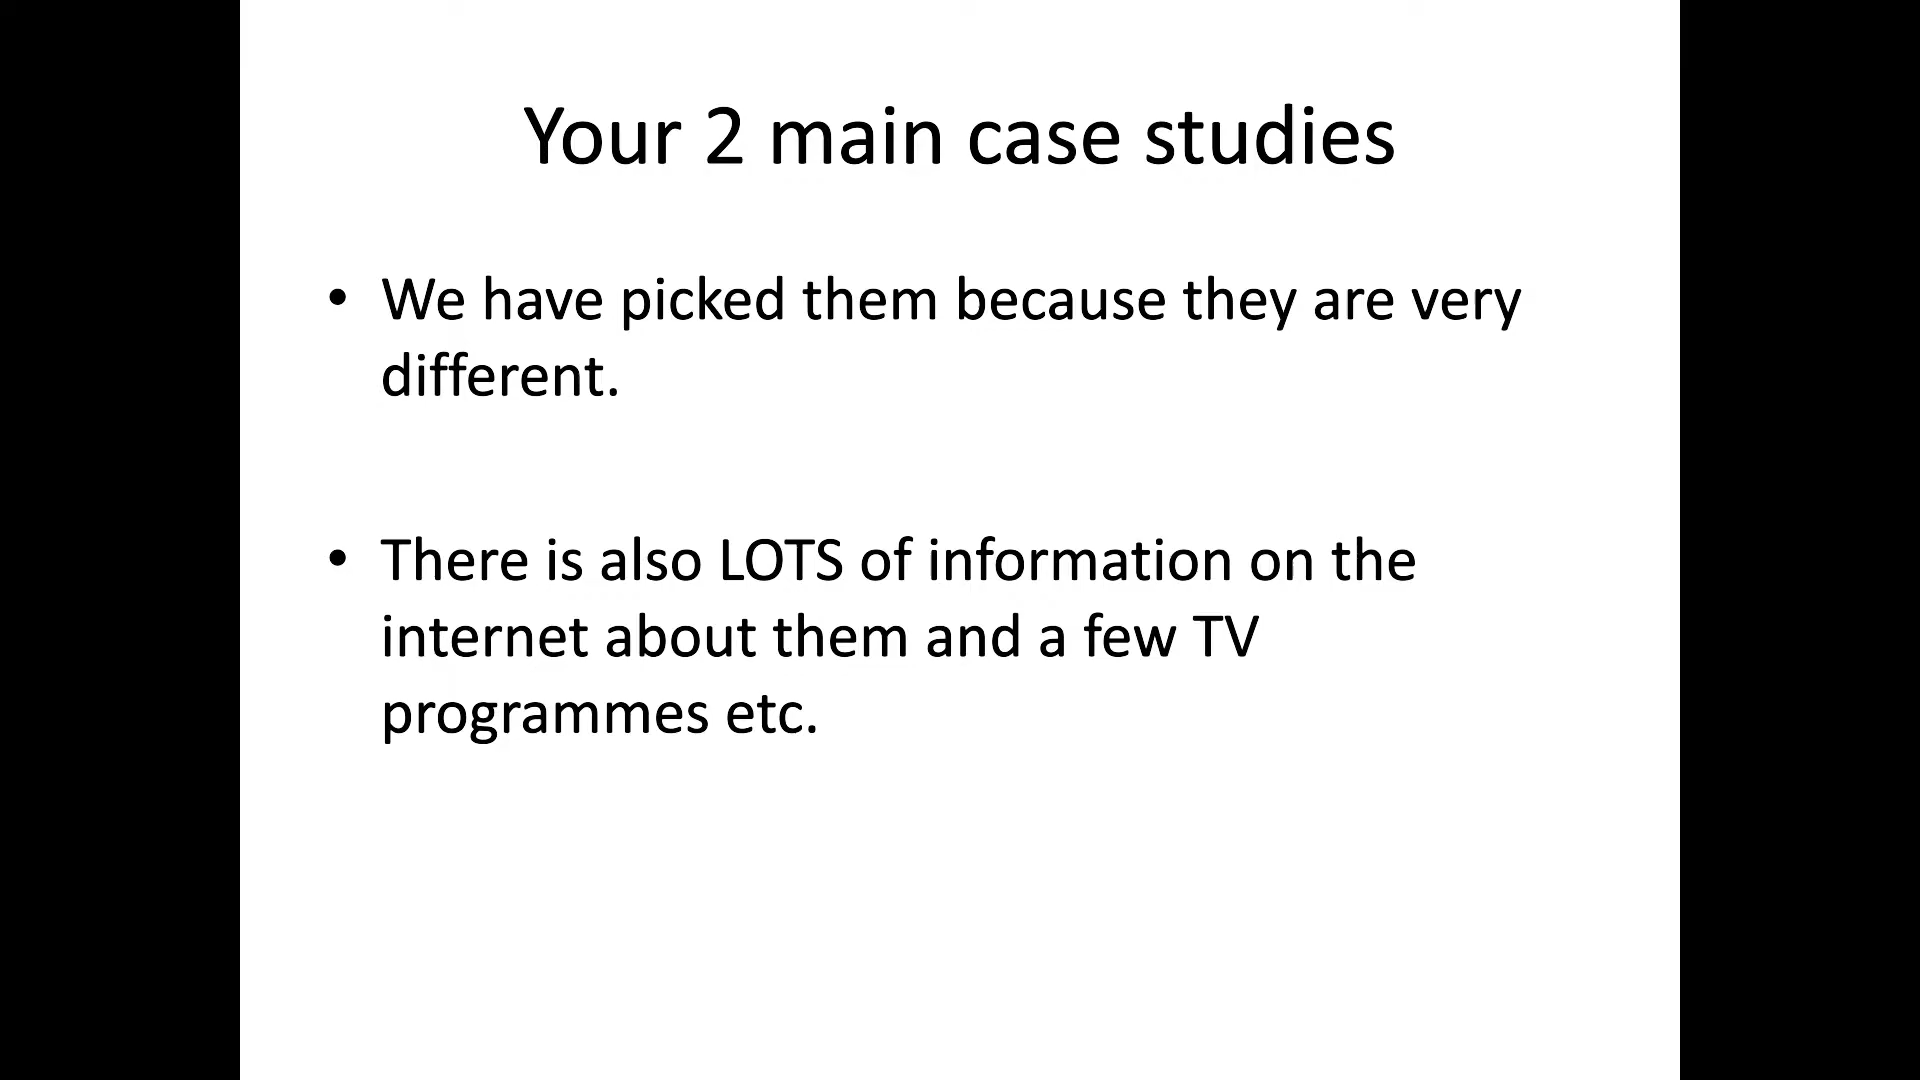 Your 2 main case studies
• We have picked them because they are very
different.
• There is also LOTS of information on the
internet about them and a few TV
programmes etc.